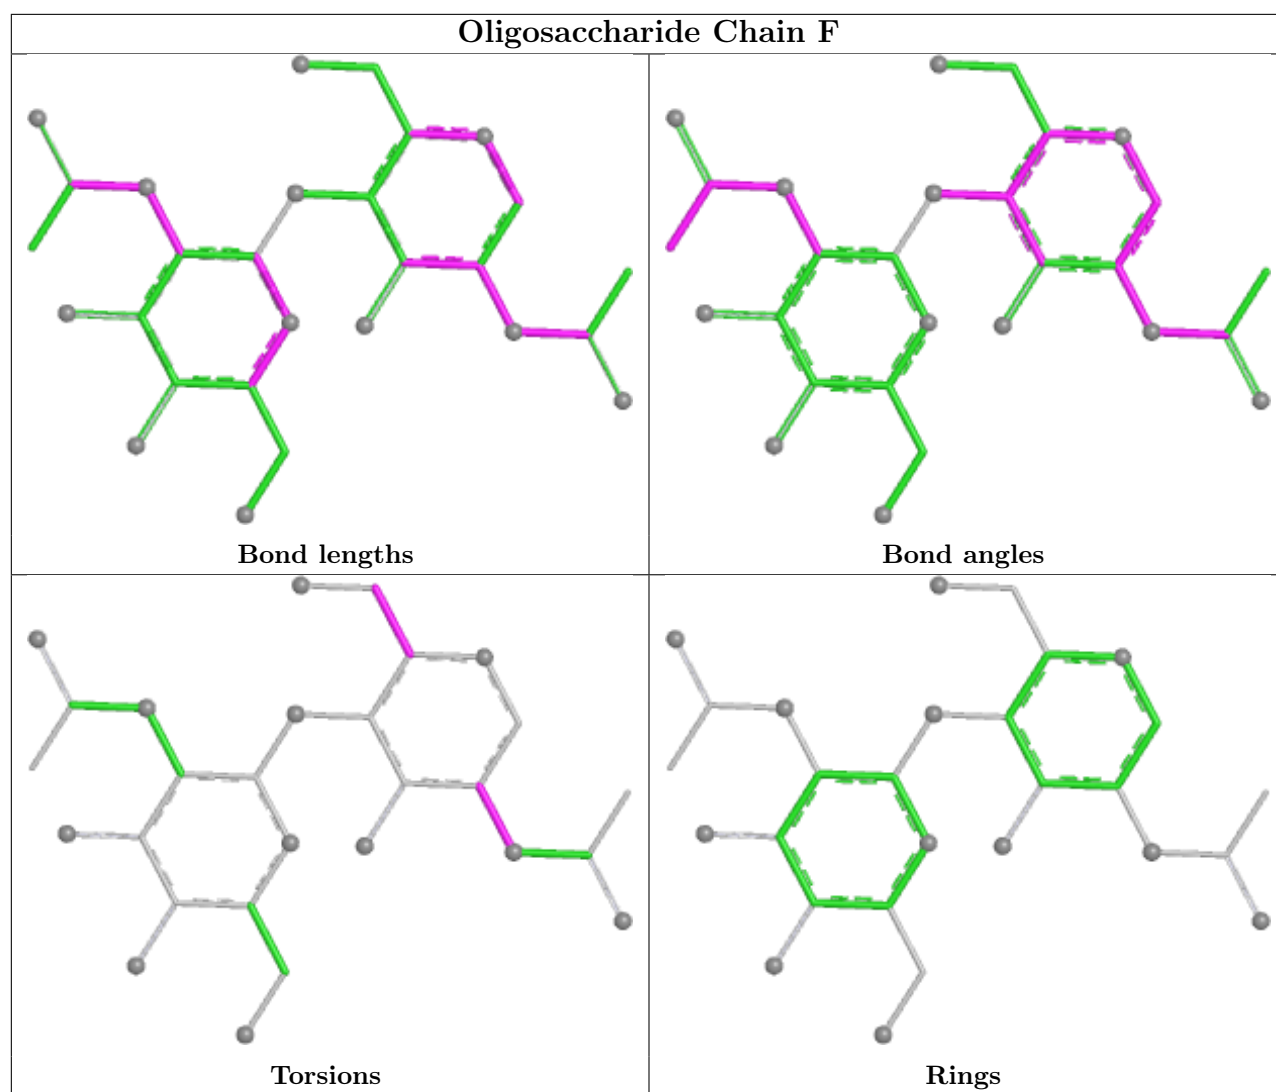 Oligosaccharide Chain F
Bond lengths
Bond angles
Torsions
Rings